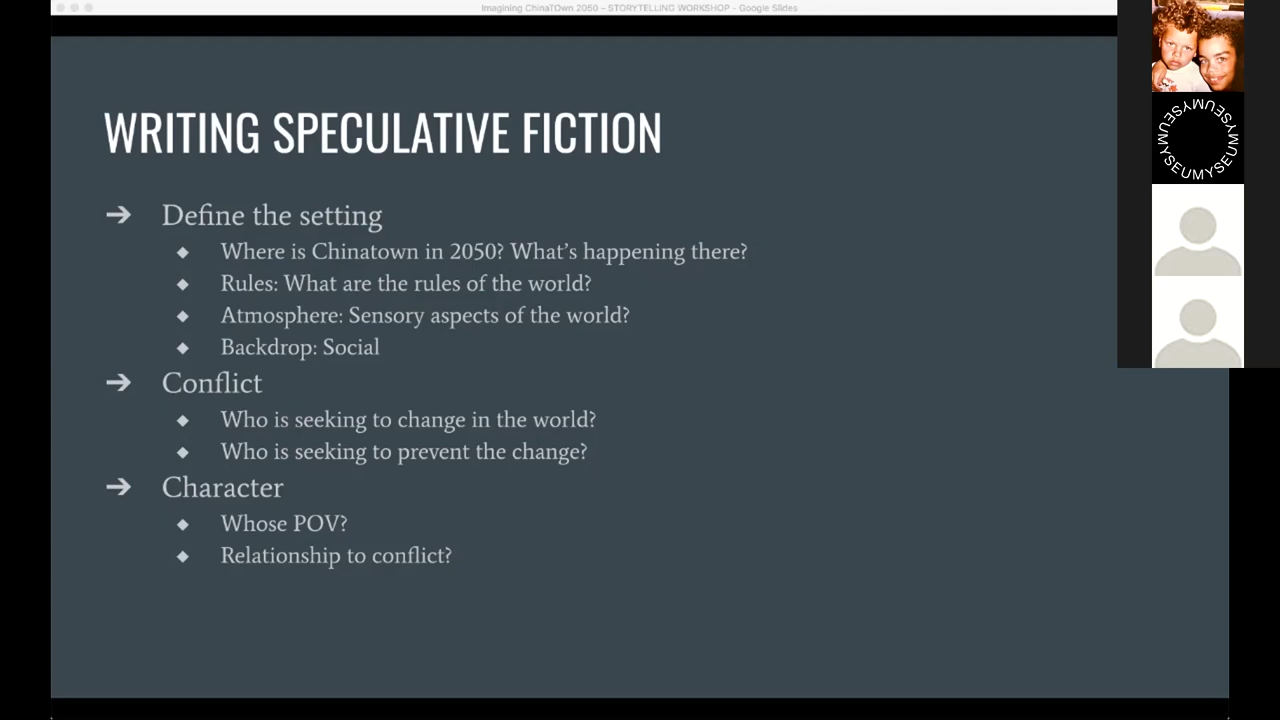 Imagining ChinaTOwn 2050 – STORYTELLING WORKSHOP - Google Slides
WRITING SPECULATIVE FICTION
➔ Define the setting
◆ Where is Chinatown in 2050? What’s happening there?
◆ Rules: What are the rules of the world?
◆ Atmosphere: Sensory aspects of the world?
◆ Backdrop: Social
➔ Conflict
◆ Who is seeking to change in the world?
◆ Who is seeking to prevent the change?
➔ Character
◆ Whose POV?
◆ Relationship to conflict?
MYSEUMYSEUMYSEUMYSEU